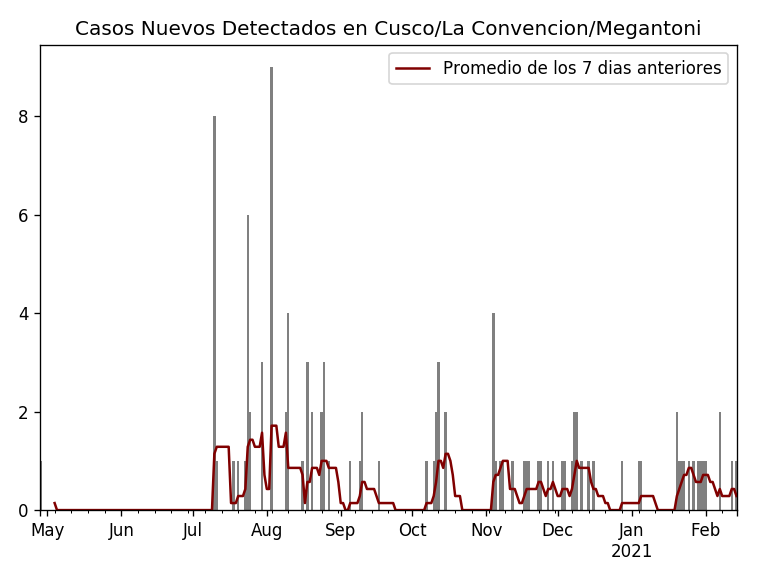 Casos Nuevos Detectados en Cusco/La Convencion/Megantoni
Promedio de los 7 dias anteriores
8
6
4
2
0
May Jun Jul Aug Sep Oct Nov Dec Jan Feb
2021